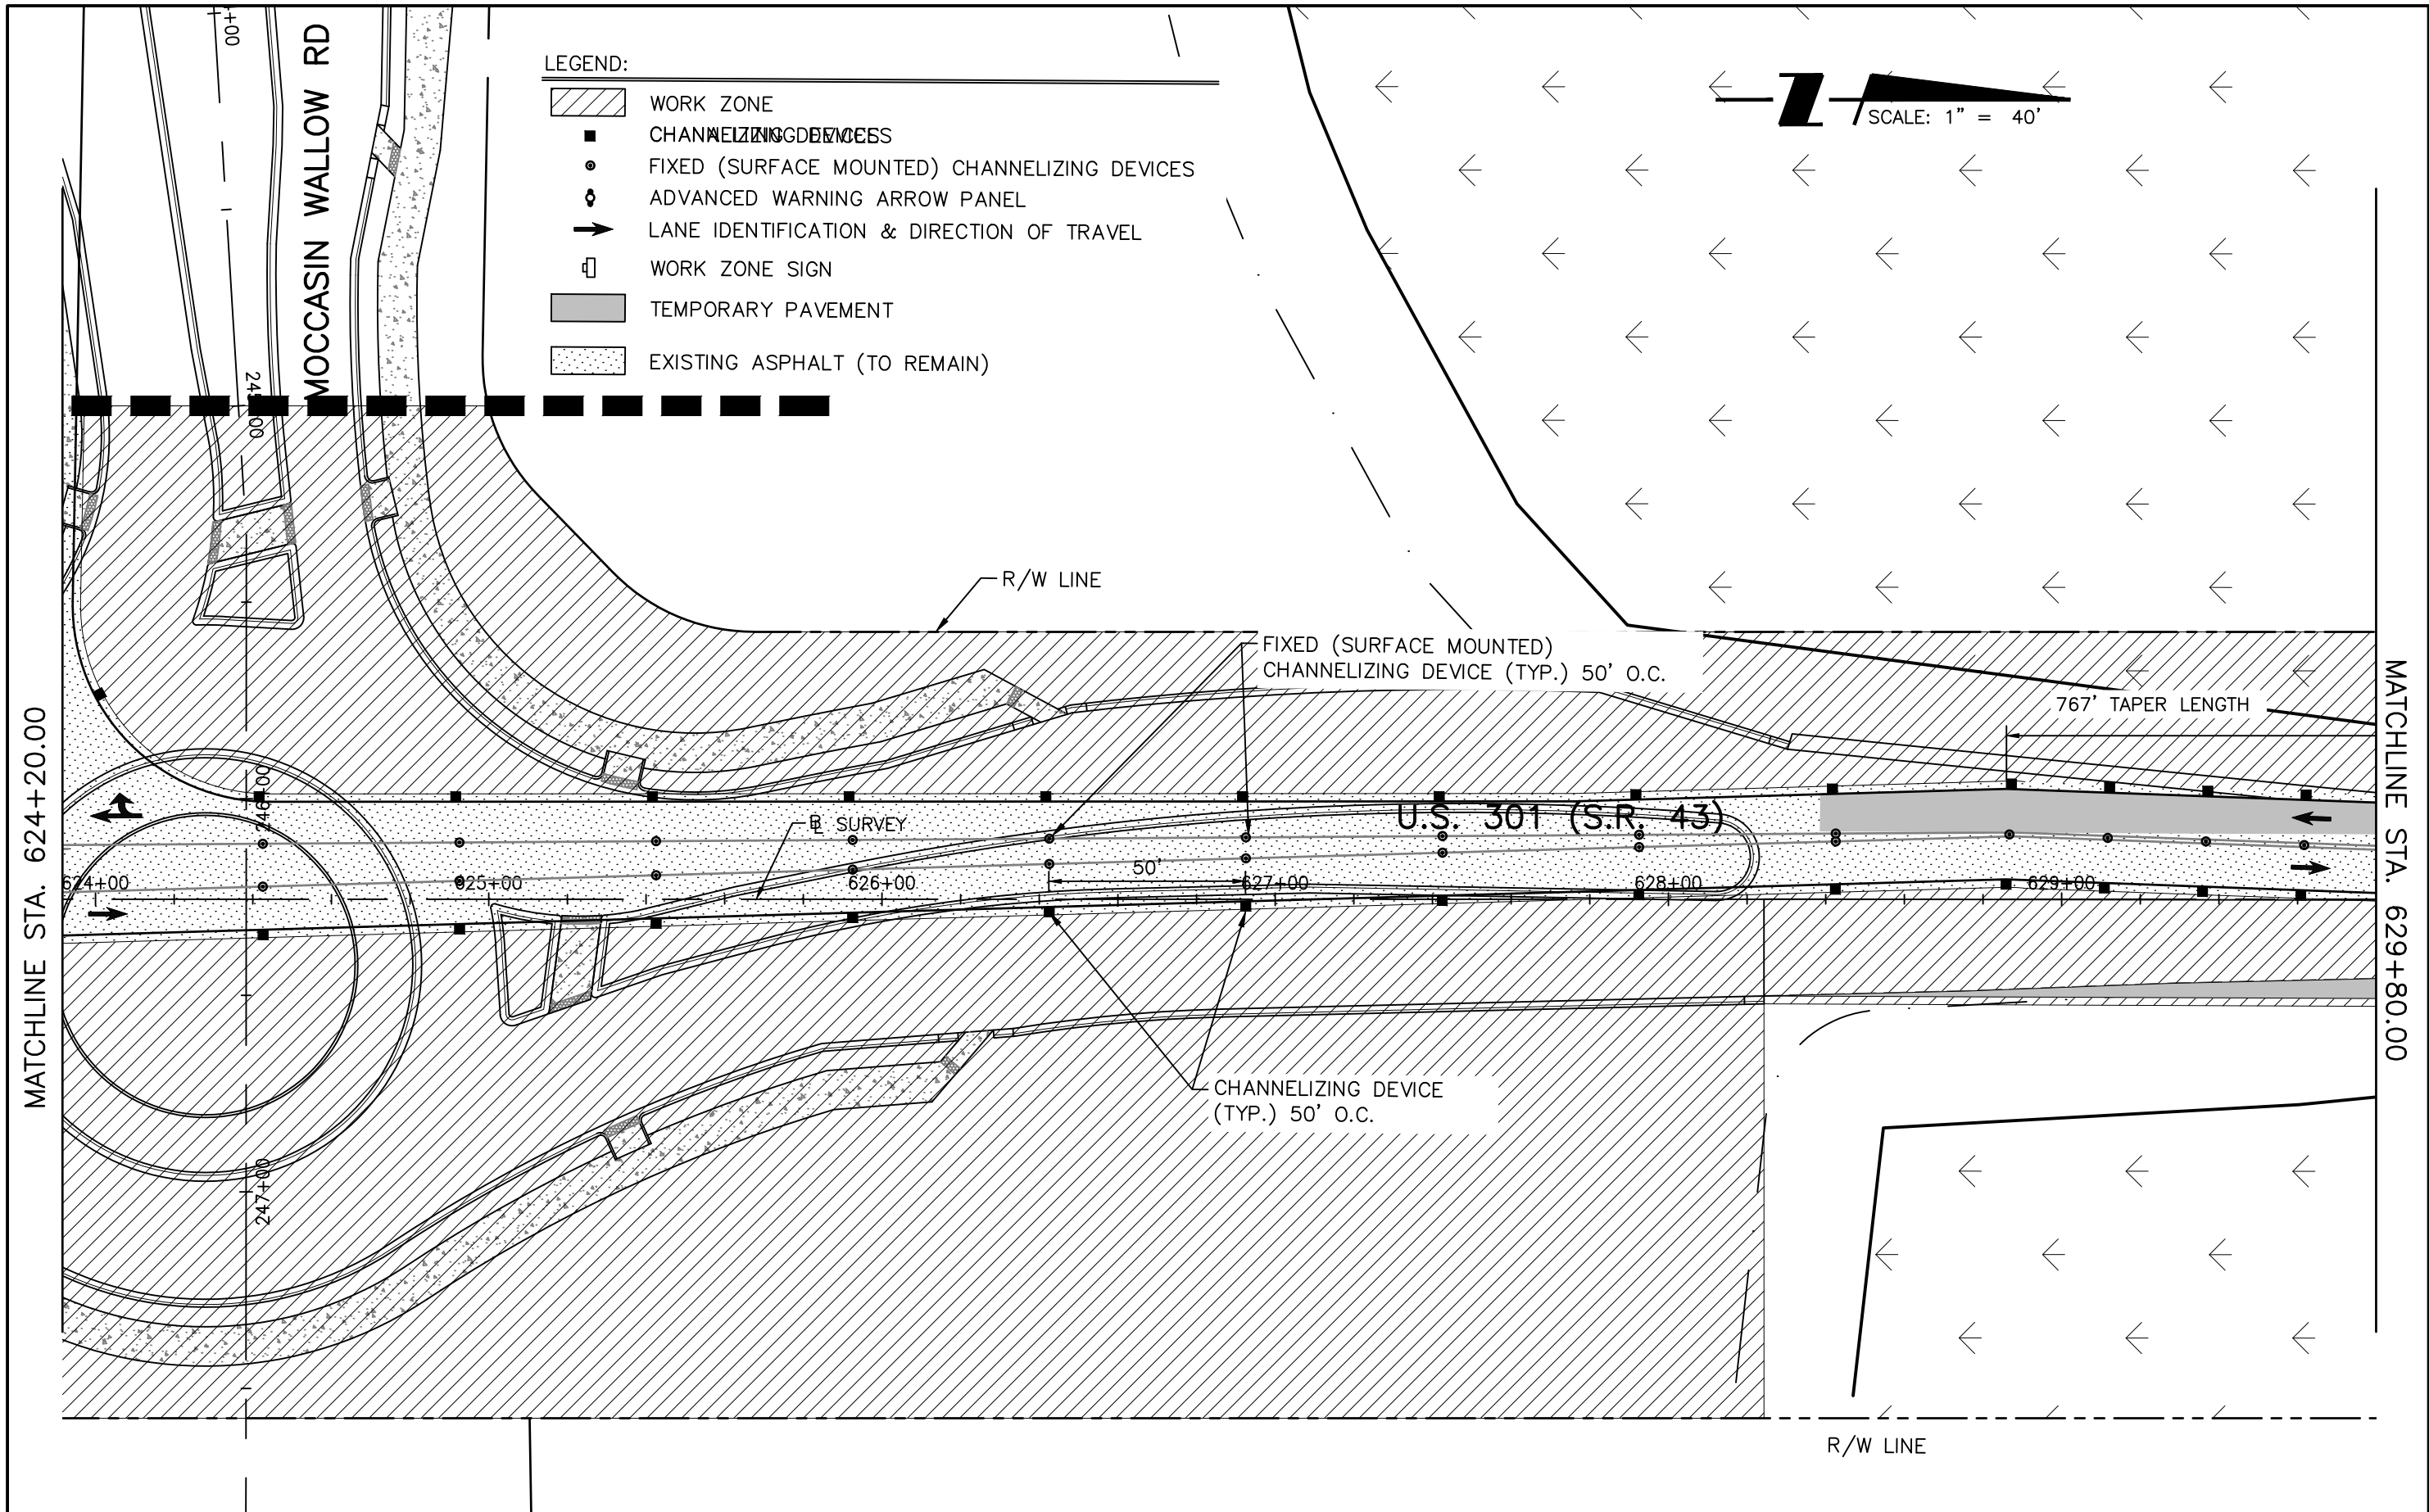 MOCCASIN WALLOW RD
LEGEND:
WORK ZONE
CHANNELIZING DEVICES
FIXED (SURFACE MOUNTED) CHANNELIZING DEVICES
ADVANCED WARNING ARROW PANEL
LANE IDENTIFICATION & DIRECTION OF TRAVEL
WORK ZONE SIGN
TEMPORARY PAVEMENT
EXISTING ASPHALT (TO REMAIN)
SCALE: 1" = 40'
R/W LINE
FIXED (SURFACE MOUNTED)
CHANNELIZING DEVICE (TYP.) 50' O.C.
767' TAPER LENGTH
MATCHLINE STA. 624+20.00
MATCHLINE STA. 629+80.00
246+00
℄ SURVEY
U.S. 301 (S.R. 43)
50'
624+00
625+00
626+00
627+00
628+00
629+00
CHANNELIZING DEVICE
(TYP.) 50' O.C.
247+00
R/W LINE